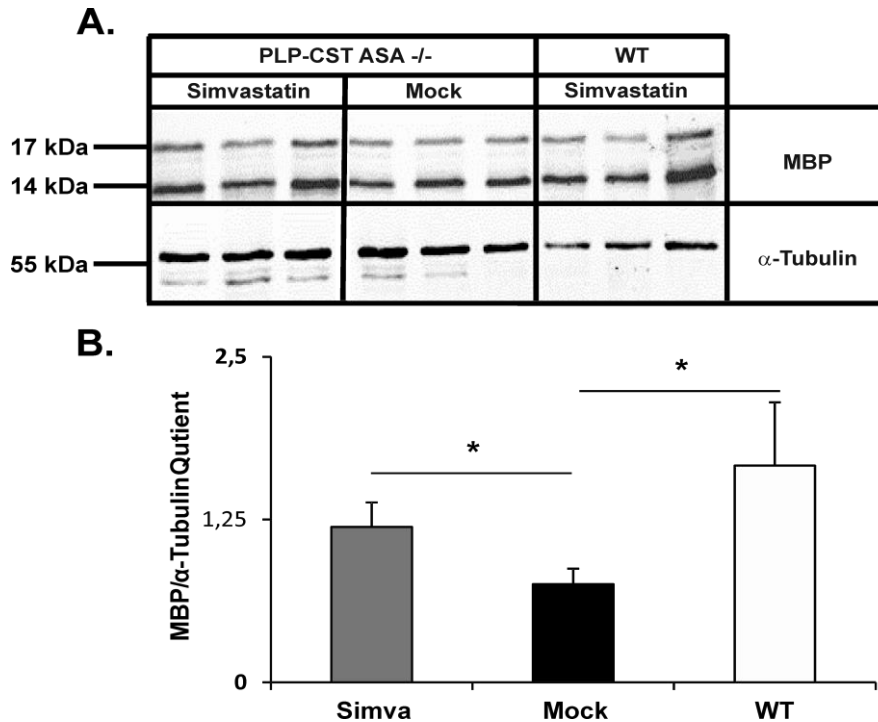 A.
PLP-CST ASA -/- WT
Simvastatin Mock Simvastatin
17 kDa
14 kDa
MBP
55 kDa
α-Tubulin
B.
MBP/α-TubulinQutient
2,5
1,25
0
*
*
Simva Mock WT